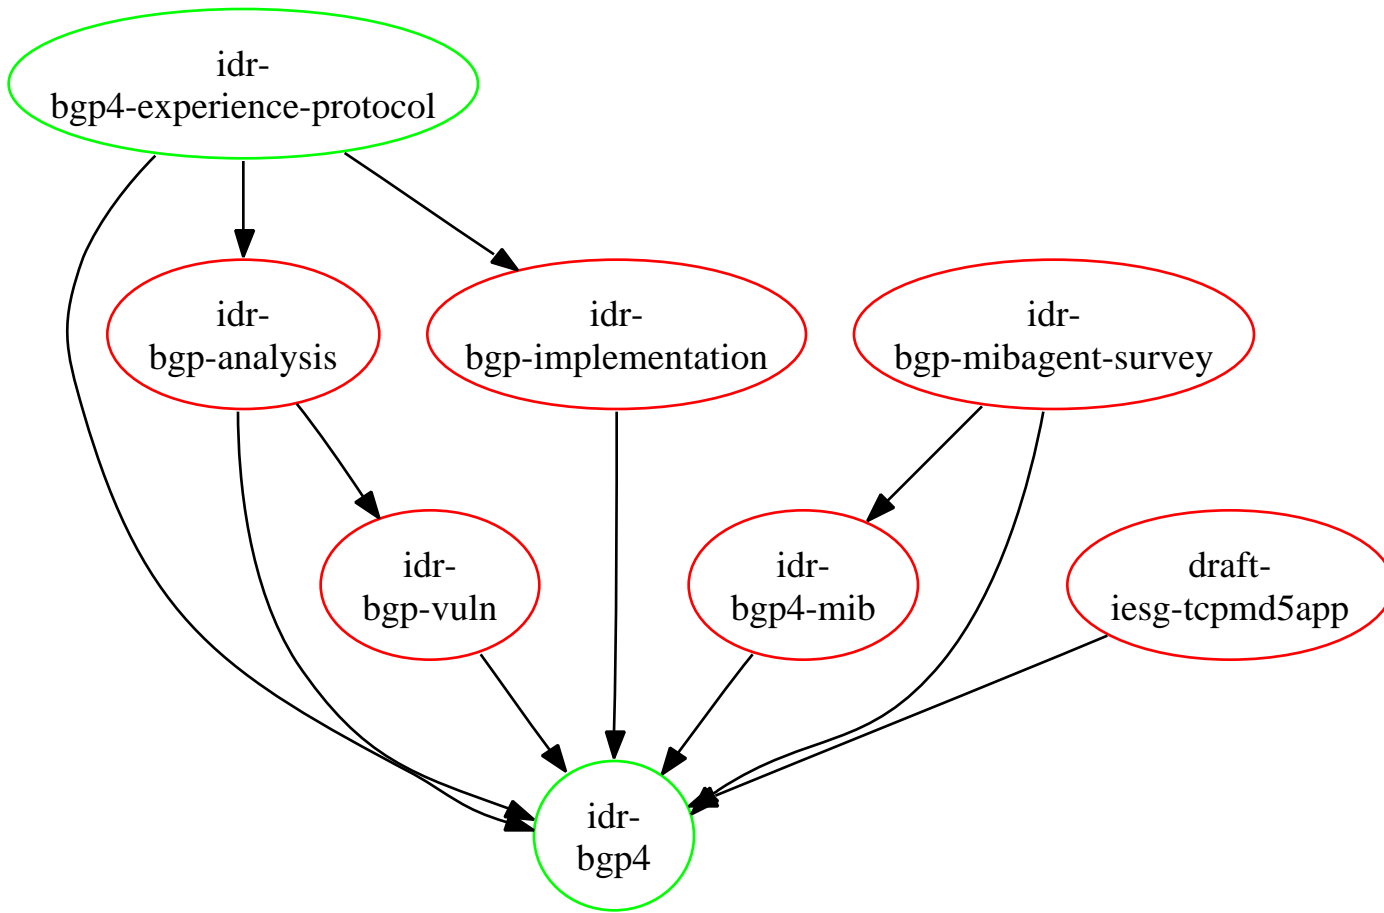 idr-
bgp4-experience-protocol
idr-
bgp-analysis
idr-
bgp-implementation
idr-
bgp-mibagent-survey
idr-
bgp-vuln
idr-
bgp4-mib
draft-
iesg-tcpmd5app
idr-
bgp4